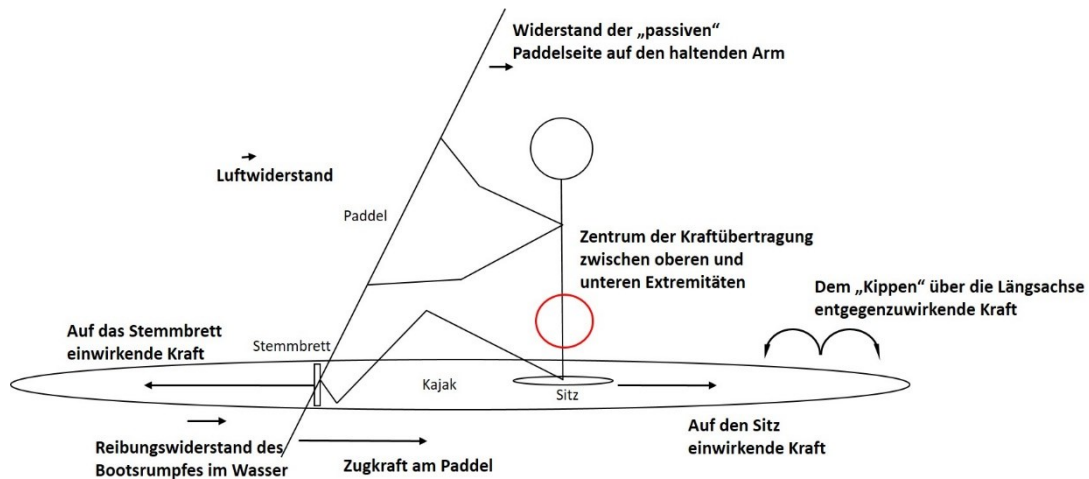 Widerstand der „passiven“
Paddelseite auf den haltenden Arm
Luftwiderstand
Paddel
Zentrum der Kraftübertragung
zwischen oberen und
unteren Extremitäten
Dem „Kippen“ über die Längsachse
entgegenzuwirkende Kraft
Auf das Stemmbrett
einwirkende Kraft
Stemmbrett
Kajak
Sitz
Auf den Sitz
einwirkende Kraft
Reibungswiderstand des
Bootsrumpfes im Wasser
Zugkraft am Paddel